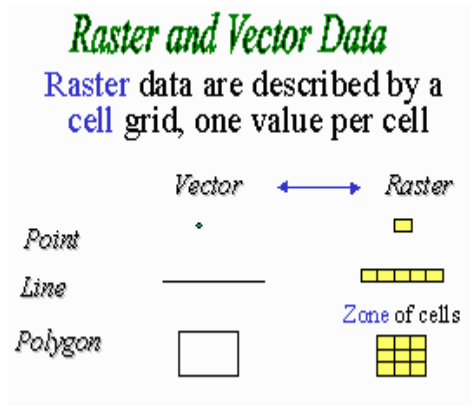 Raster and Vector Data
Raster data are described by a
cell grid, one value per cell
Vector Raster
Point
Line
Zone of cells
Polygon